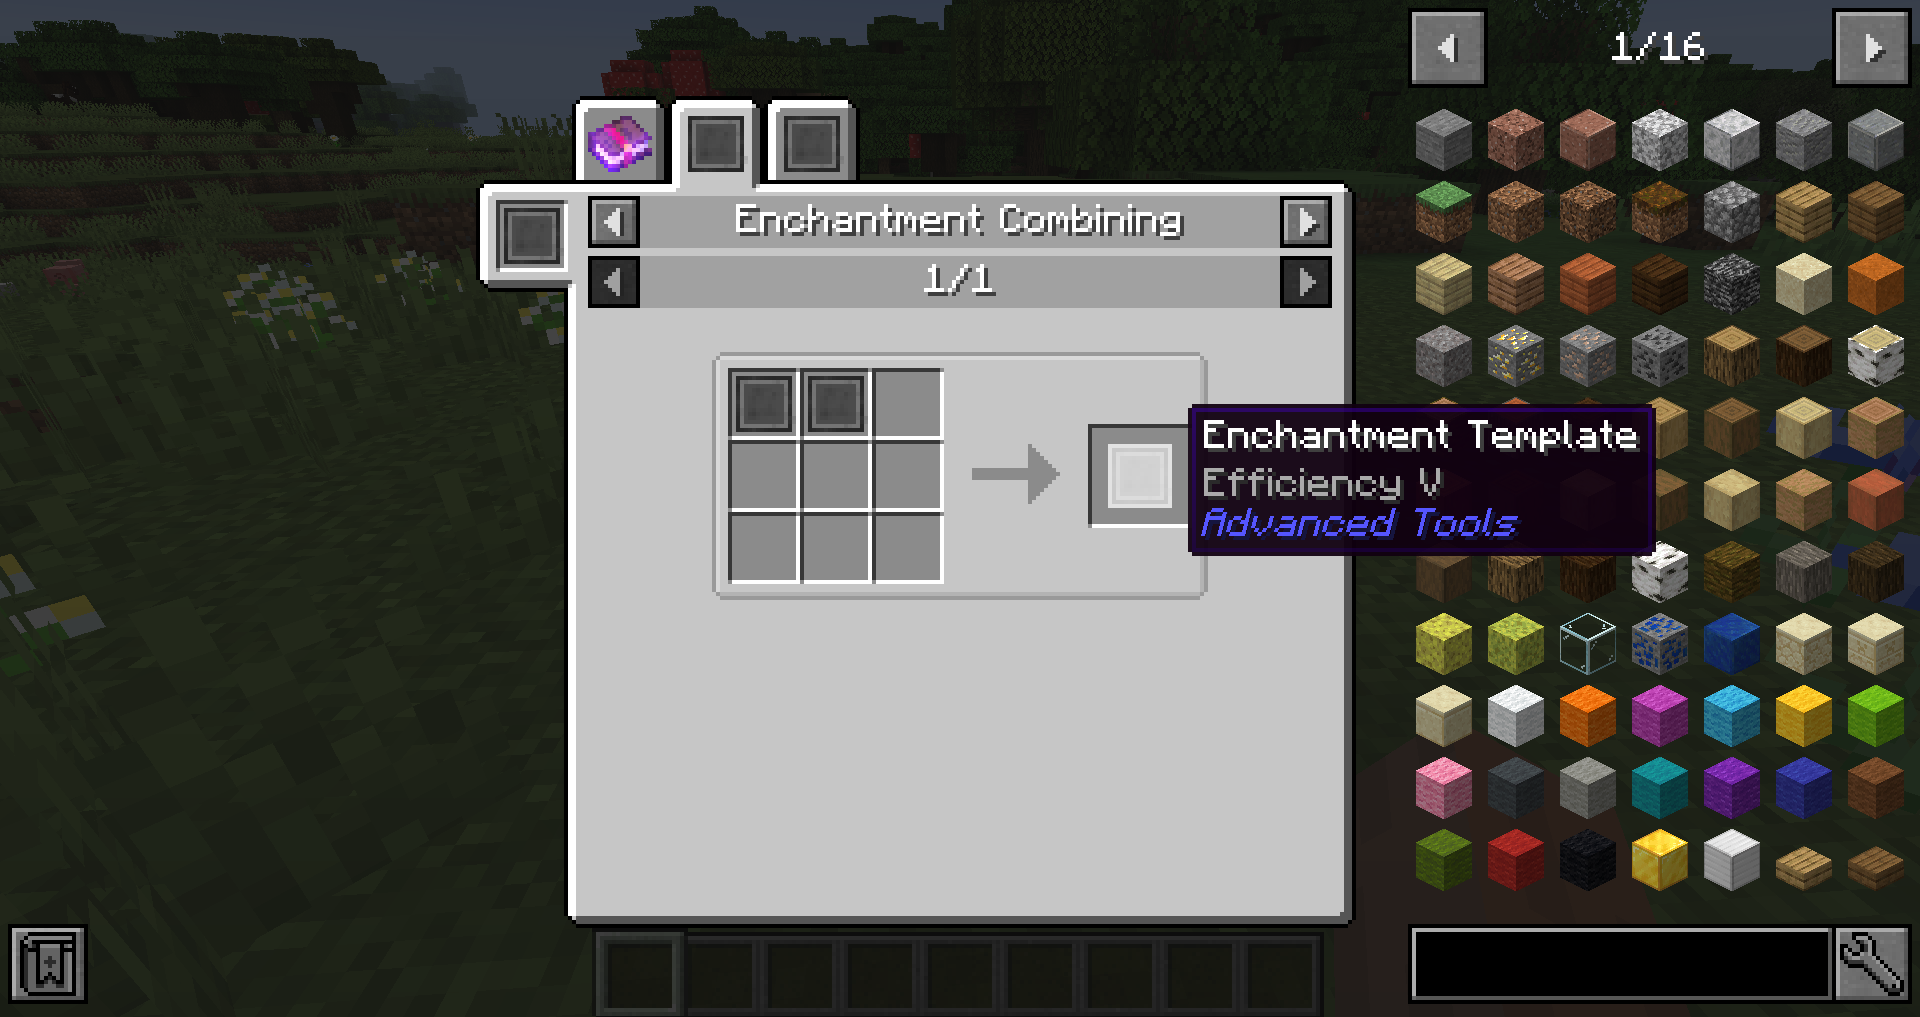 1/16
Enchantment Combining
1/1
Enchantment Template
Efficiency V
Advanced Tools